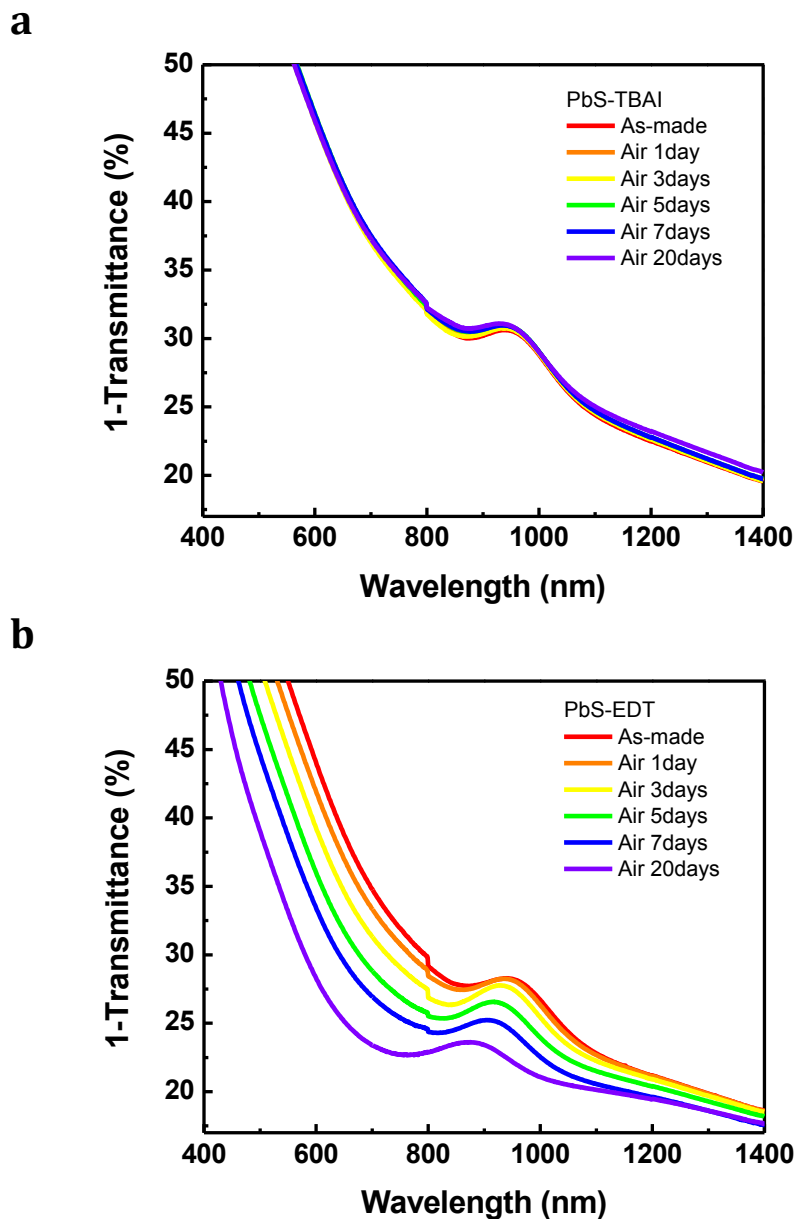 a
50
45
40
35
30
25
20
400 600 800 1000 1200 1400
1-Transmittance (%)
Wavelength (nm)
PbS-TBAI
As-made
Air 1day
Air 3days
Air 5days
Air 7days
Air 20days
b
50
45
40
35
30
25
20
400 600 800 1000 1200 1400
1-Transmittance (%)
Wavelength (nm)
PbS-EDT
As-made
Air 1day
Air 3days
Air 5days
Air 7days
Air 20days